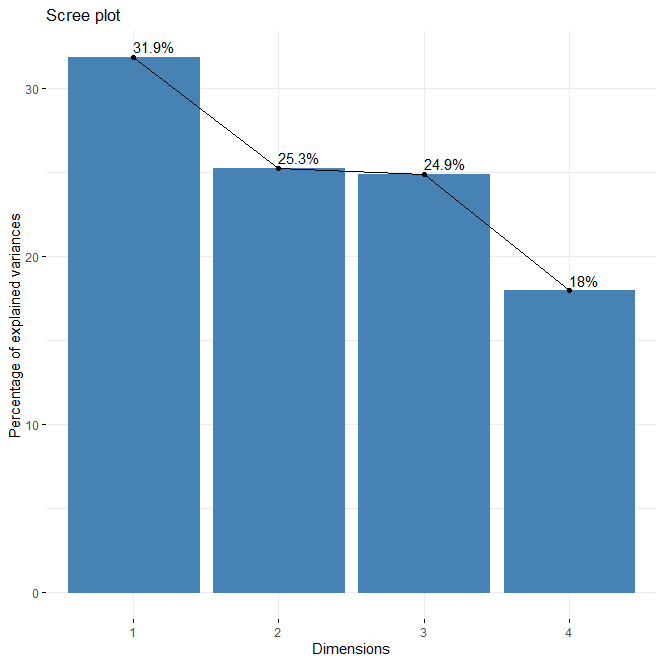 Scree plot
31.9%
25.3%
24.9%
18%
30
20
10
0
Percentage of explained variances
1 2 3 4
Dimensions